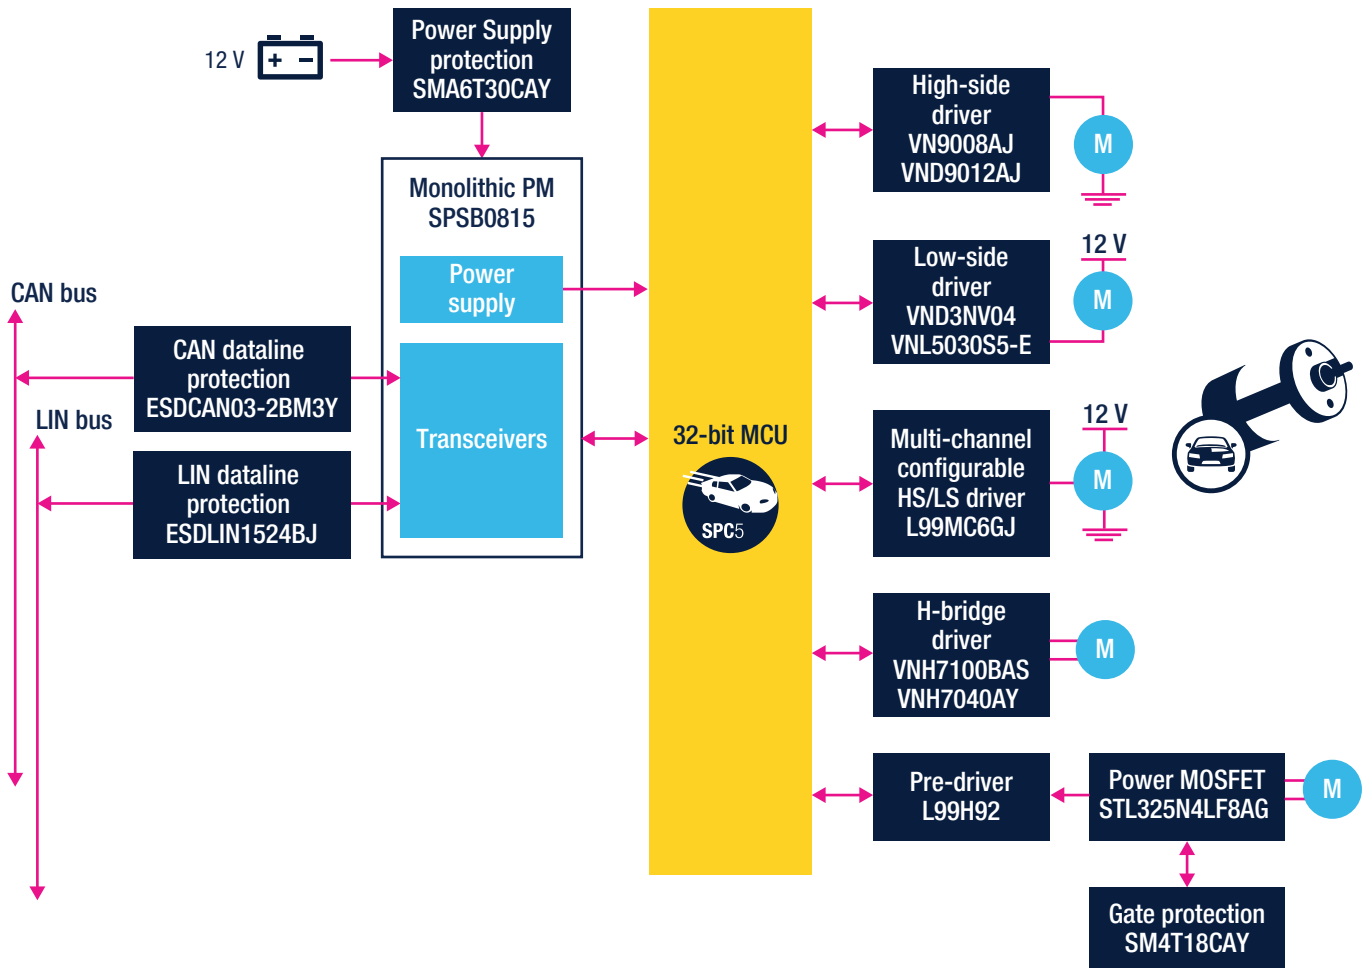 12 V
+ −
Power Supply
protection
SMA6T30CAY
Monolithic PM
SPSB0815
Power
supply
Transceivers
CAN bus
CAN dataline
protection
ESDCAN03-2BM3Y
LIN bus
LIN dataline
protection
ESDLIN1524BJ
32-bit MCU
SPC5
High-side
driver
VN9008AJ
VND9012AJ
M
Low-side
driver
VND3NV04
VNL5030S5-E
12 V
M
Multi-channel
configurable
HS/LS driver
L99MC6GJ
12 V
M
H-bridge
driver
VNH7100BAS
VNH7040AY
M
Pre-driver
L99H92
Power MOSFET
STL325N4LF8AG
M
Gate protection
SM4T18CAY